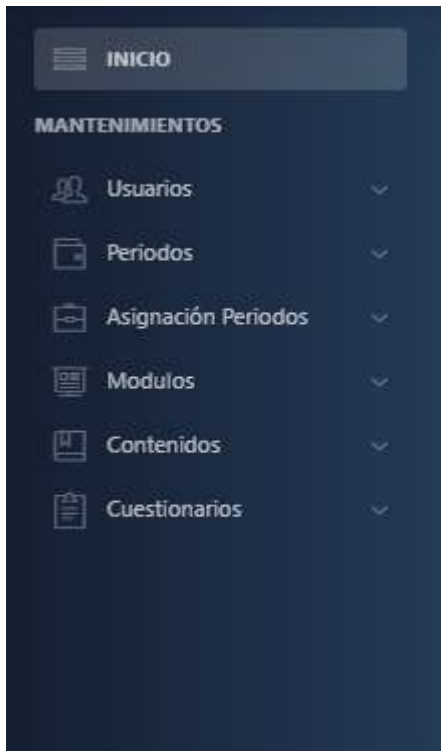 INICIO
MANTENIMIENTOS
Usuarios
Periodos
Asignación Periodos
Modulos
Contenidos
Cuestionarios